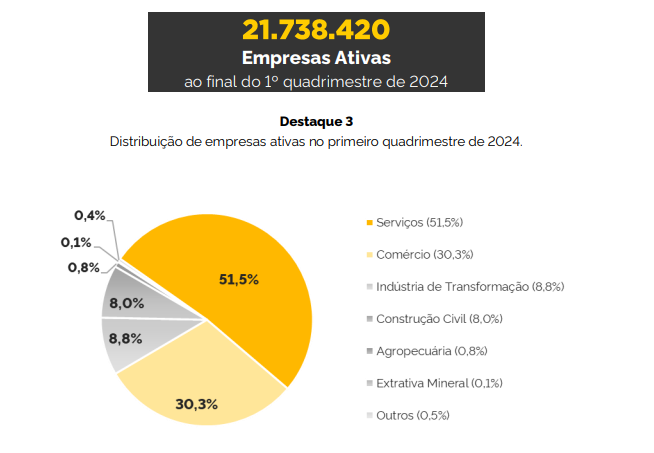 21.738.420
Empresas Ativas
ao final do 1º quadrimestre de 2024
Destaque 3
Distribuição de empresas ativas no primeiro quadrimestre de 2024.
0,4%
0,1%
0,8%
8,0%
8,8%
30,3%
51,5%
Serviços (51,5%)
Comércio (30,3%)
Indústria de Transformação (8,8%)
Construção Civil (8,0%)
Agropecuária (0,8%)
Extrativa Mineral (0,1%)
Outros (0,5%)